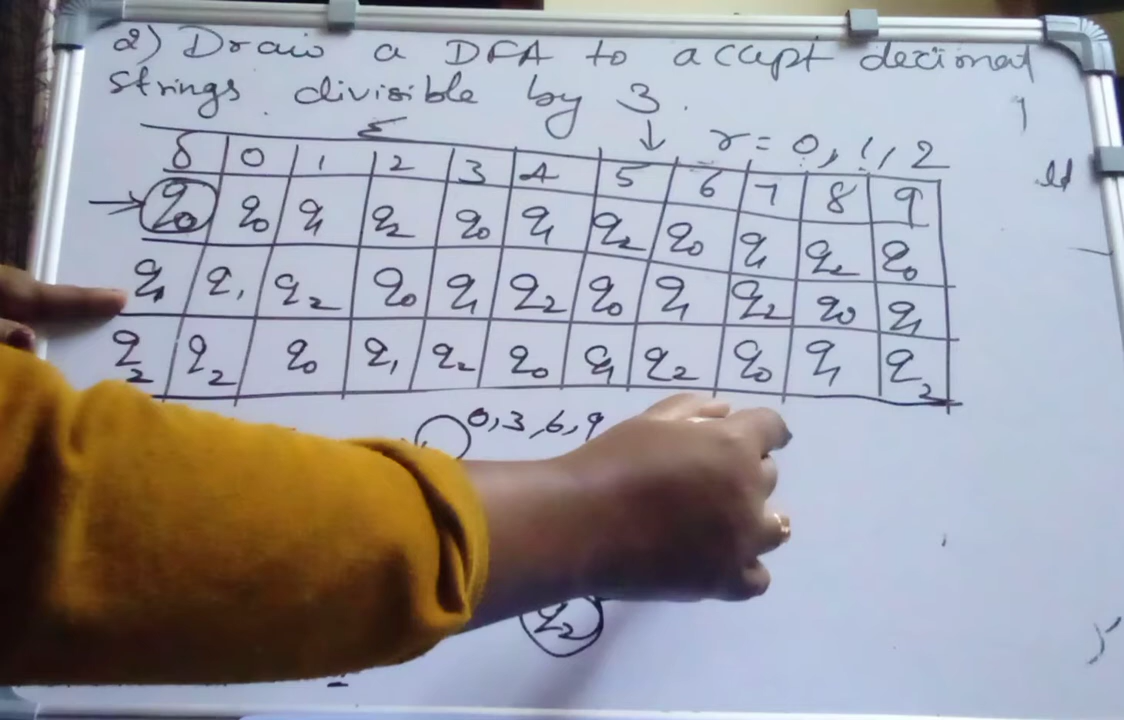 2) Draw a DFA to accept decimal
strings divisible by 3.
Σ ↓ r = 0, 1, 2
δ 0 1 2 3 4 5 6 7 8 9
→ q0 q0 q1 q2 q0 q1 q2 q0 q1 q2 q0
q1 q1 q2 q0 q1 q2 q0 q1 q2 q0 q1
q2 q2 q0 q1 q2 q0 q1 q2 q0 q1 q2
0,3,6,9
q2